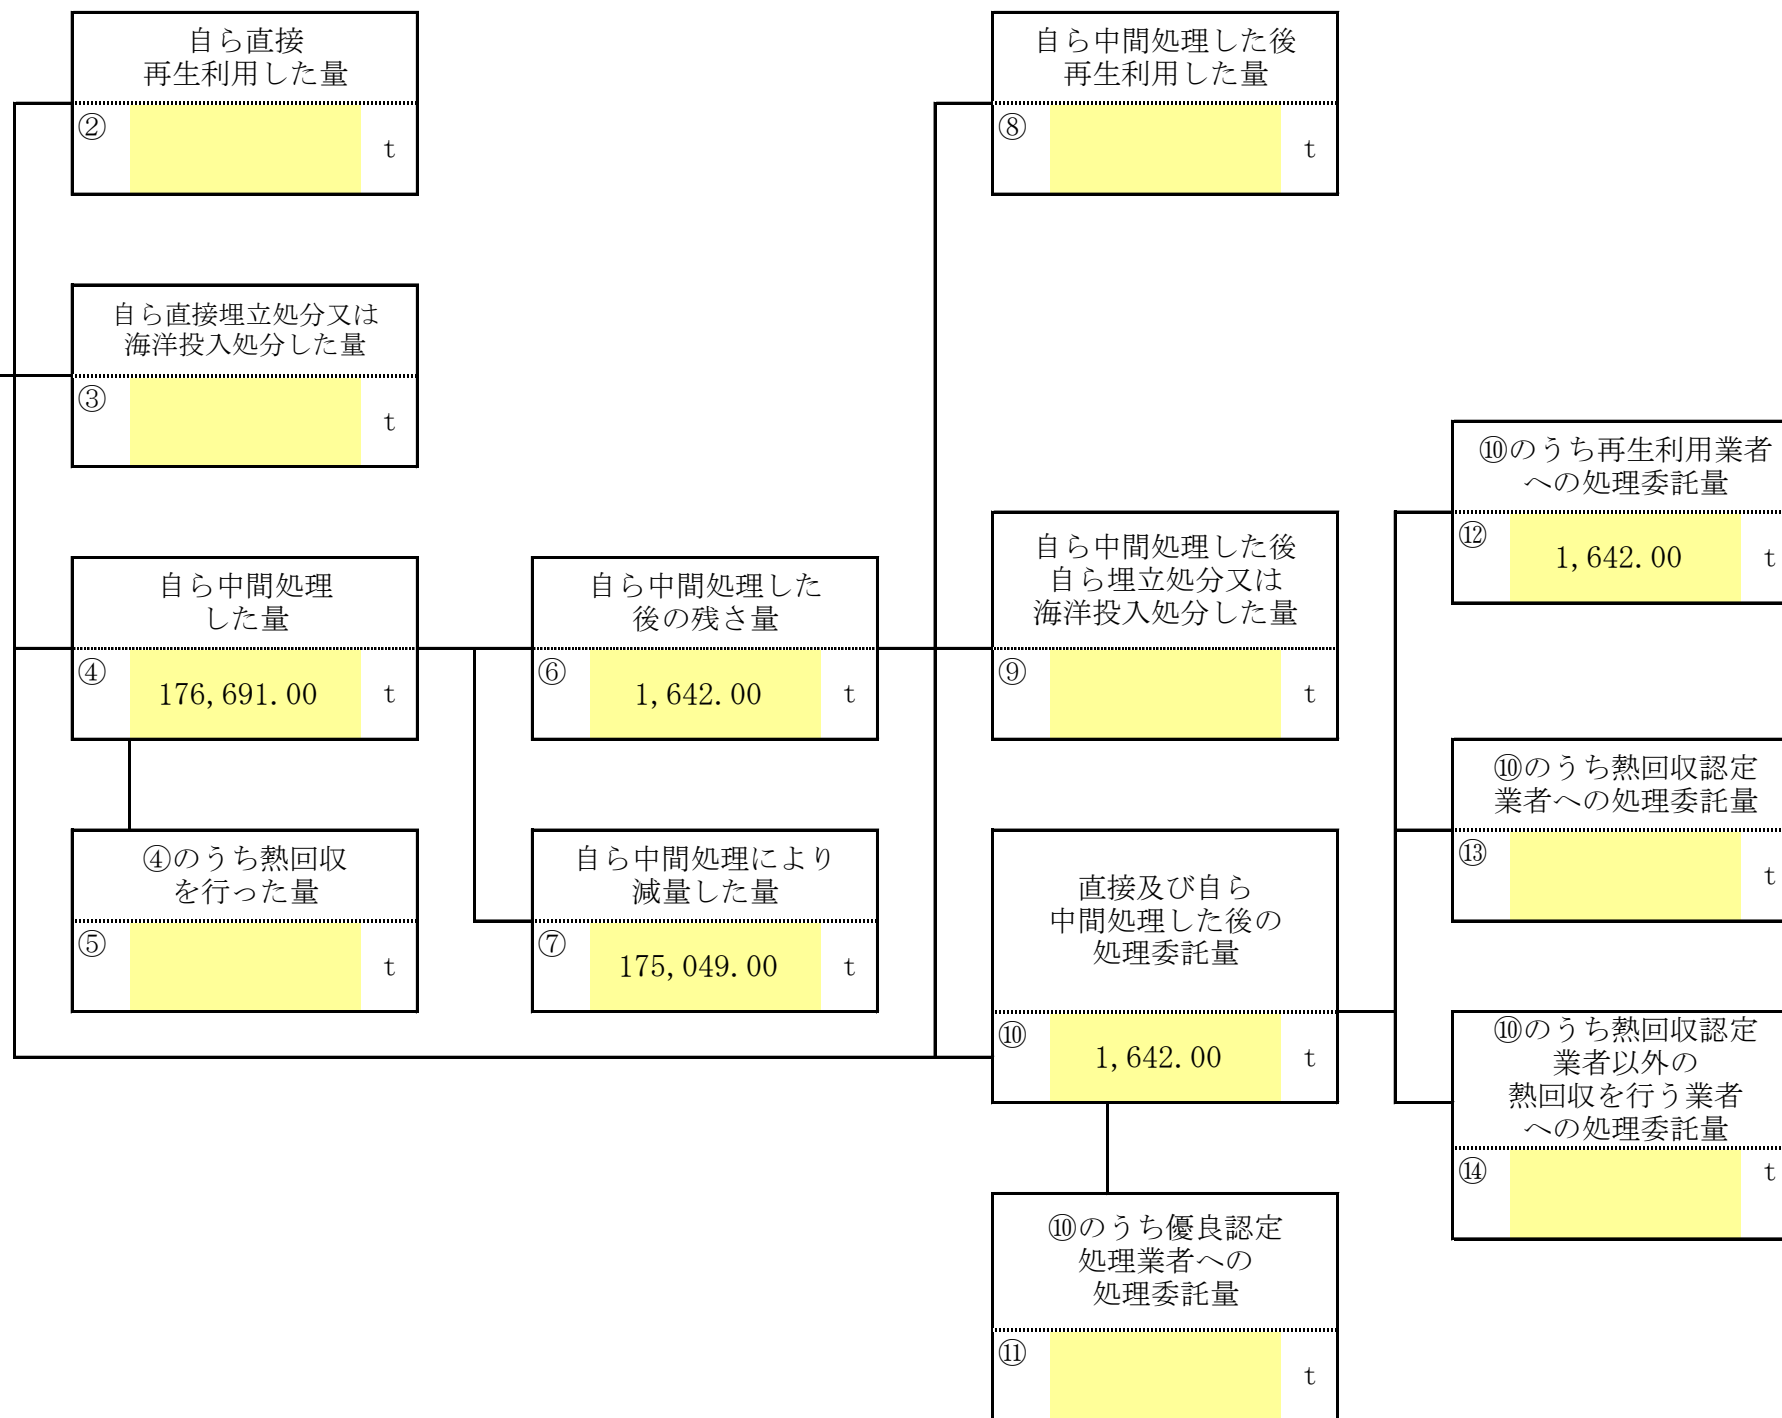 自ら直接
再生利用した量
②
t
自ら直接埋立処分又は
海洋投入処分した量
③
t
自ら中間処理
した量
④
176,691.00
t
④のうち熱回収
を行った量
⑤
t
自ら中間処理した
後の残さ量
⑥
1,642.00
t
自ら中間処理により
減量した量
⑦
175,049.00
t
自ら中間処理した後
再生利用した量
⑧
t
自ら中間処理した後
自ら埋立処分又は
海洋投入処分した量
⑨
t
直接及び自ら
中間処理した後の
処理委託量
⑩
1,642.00
t
⑩のうち優良認定
処理業者への
処理委託量
⑪
t
⑩のうち再生利用業者
への処理委託量
⑫
1,642.00
t
⑩のうち熱回収認定
業者への処理委託量
⑬
t
⑩のうち熱回収認定
業者以外の
熱回収を行う業者
への処理委託量
⑭
t